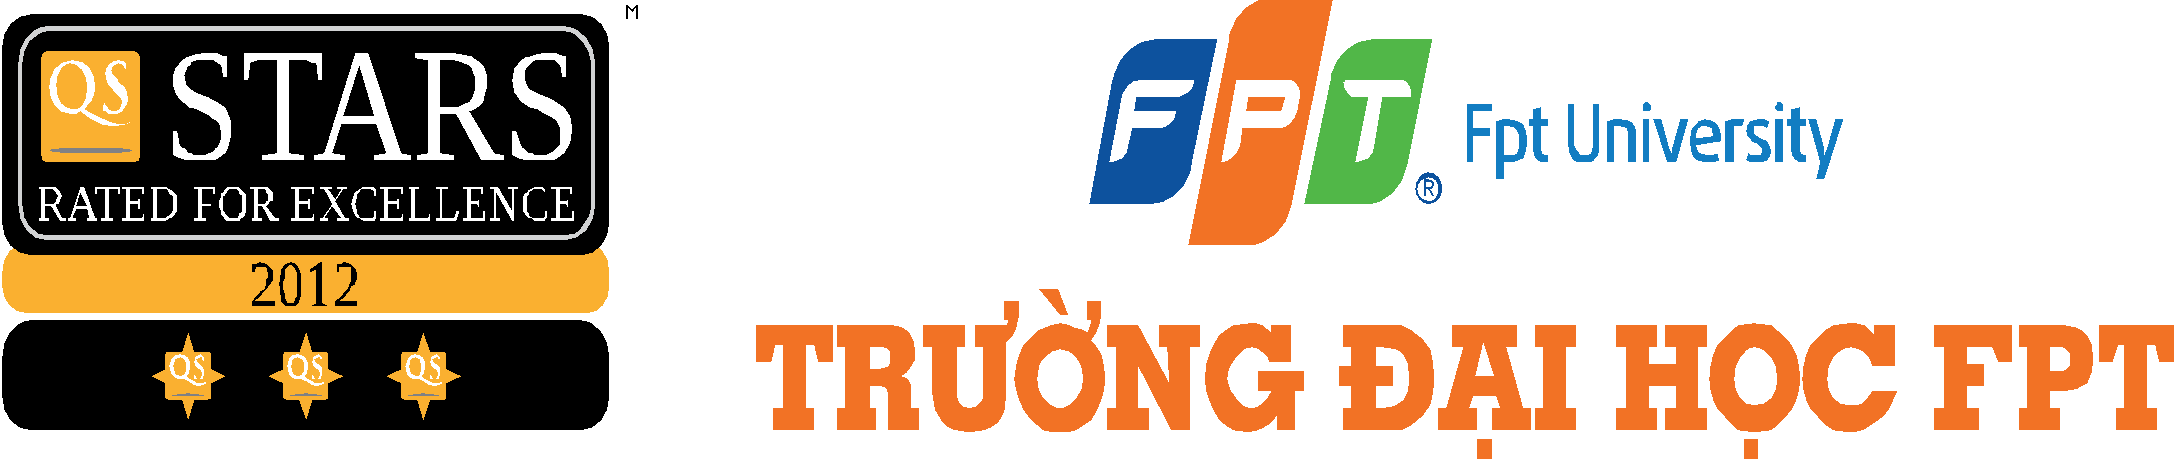 QS STARS
RATED FOR EXCELLENCE
2012
QS QS QS
M
FPT® Fpt University
TRƯỜNG ĐẠI HỌC FPT